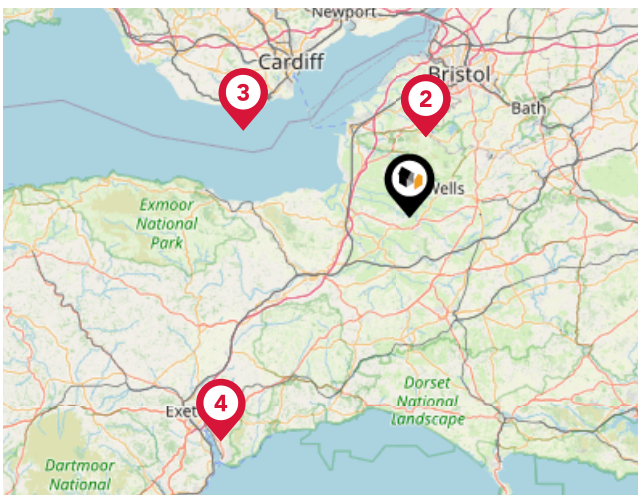 Newport
Cardiff
3
Bristol
2
Bath
Wells
Exmoor
National
Park
Dorset
National
Landscape
4
Exet
Dartmoor
National